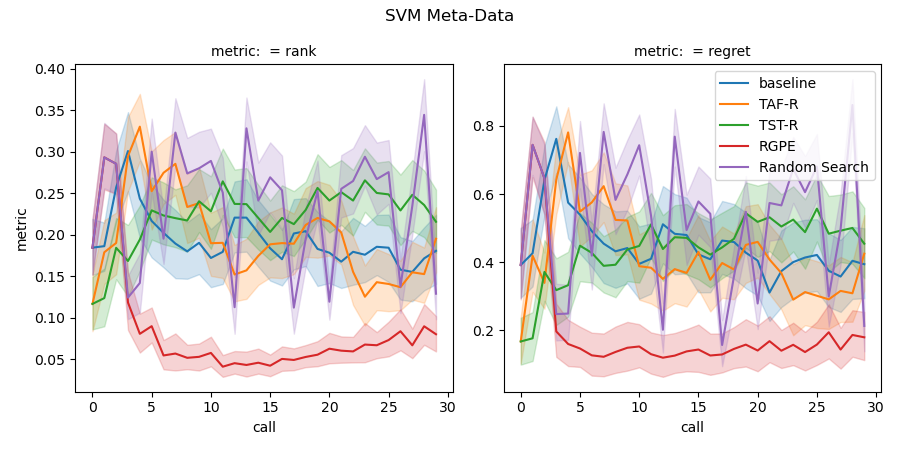 SVM Meta-Data
metric:  = rank
metric:  = regret
0.40
0.35
0.30
0.25
0.20
0.15
0.10
0.05
metric
0 5 10 15 20 25 30
call
0.8
0.6
0.4
0.2
0 5 10 15 20 25 30
call
baseline
TAF-R
TST-R
RGPE
Random Search